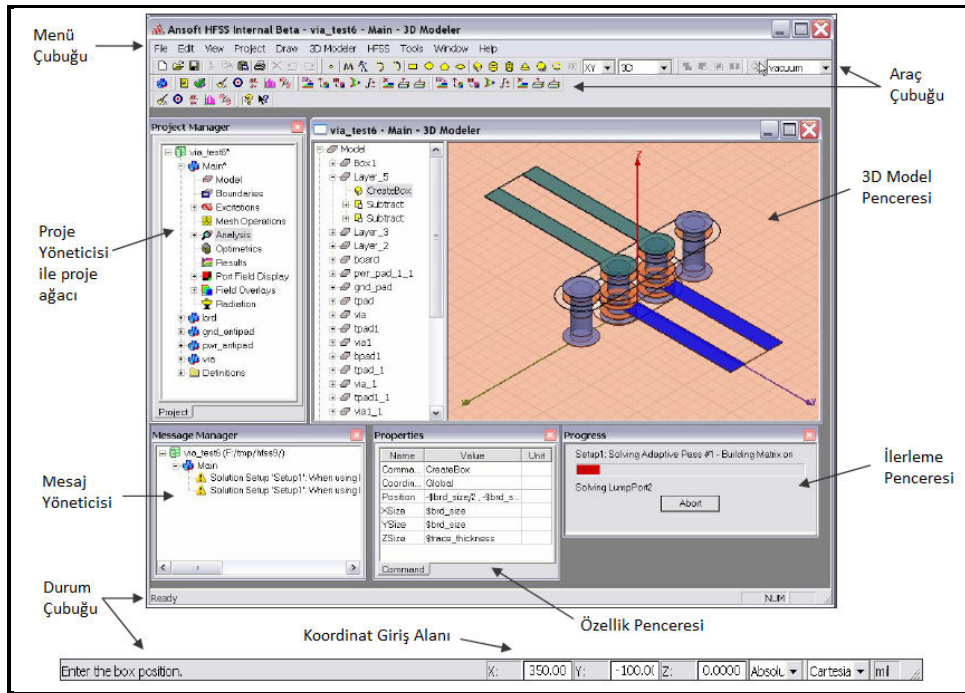 Menü
Çubuğu
Ansoft HFSS Internal Beta - via_test6 - Main - 3D Modeler
File Edit View Project Draw 3D Modeler HFSS Tools Window Help
XY 3D vacuum
Araç
Çubuğu
Project Manager
via_test6*
Main*
Model
Boundaries
Excitations
Mesh Operations
Analysis
Optimetrics
Results
Port Field Display
Field Overlays
Radiation
brd
gnd_antipad
pwr_antipad
via
Definitions
Project
Proje
Yöneticisi
ile proje
ağacı
via_test6 - Main - 3D Modeler
Model
Box1
Layer_5
CreateBox
Subtract
Subtract
Layer_3
Layer_2
board
pwr_pad_1_1
gnd_pad
tpad
via
tpad1
via1
bpad1
tpad_1
via_1
tpad1_1
via1_1
Z
3D Model
Penceresi
Message Manager
via_test6 (F:/tmp/hfss9/)
Main
Solution Setup 'Setup1': When using l
Solution Setup 'Setup1': When using l
Mesaj
Yöneticisi
Properties
Name Value Unit
Comma... CreateBox
Coordin... Global
Position -$brd_size/2 , -$brd_s...
XSize $brd_size
YSize $brd_size
ZSize $trace_thickness
Command
Progress
Setup1: Solving Adaptive Pass #1 - Building Matrix on
Solving LumpPort2
Abort
İlerleme
Penceresi
Ready
NUM
Durum
Çubuğu
Koordinat Giriş Alanı
Özellik Penceresi
Enter the box position. X: 350.00 Y: -100.0( Z: 0.0000 Absolu Cartesia mil